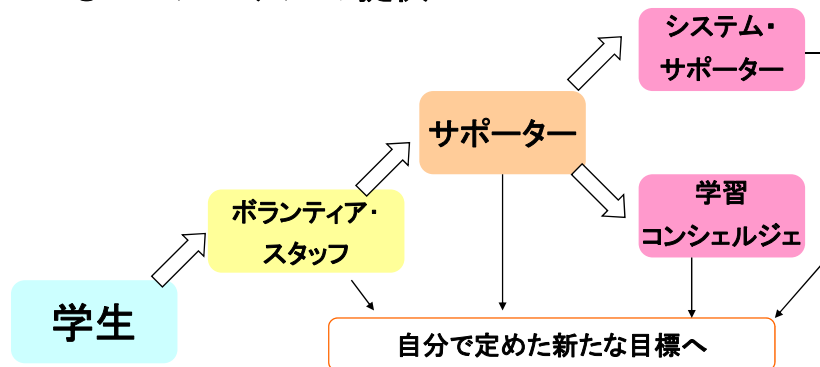 システム・
サポーター
サポーター
学習
コンシェルジェ
ボランティア・
スタッフ
学生
自分で定めた新たな目標へ